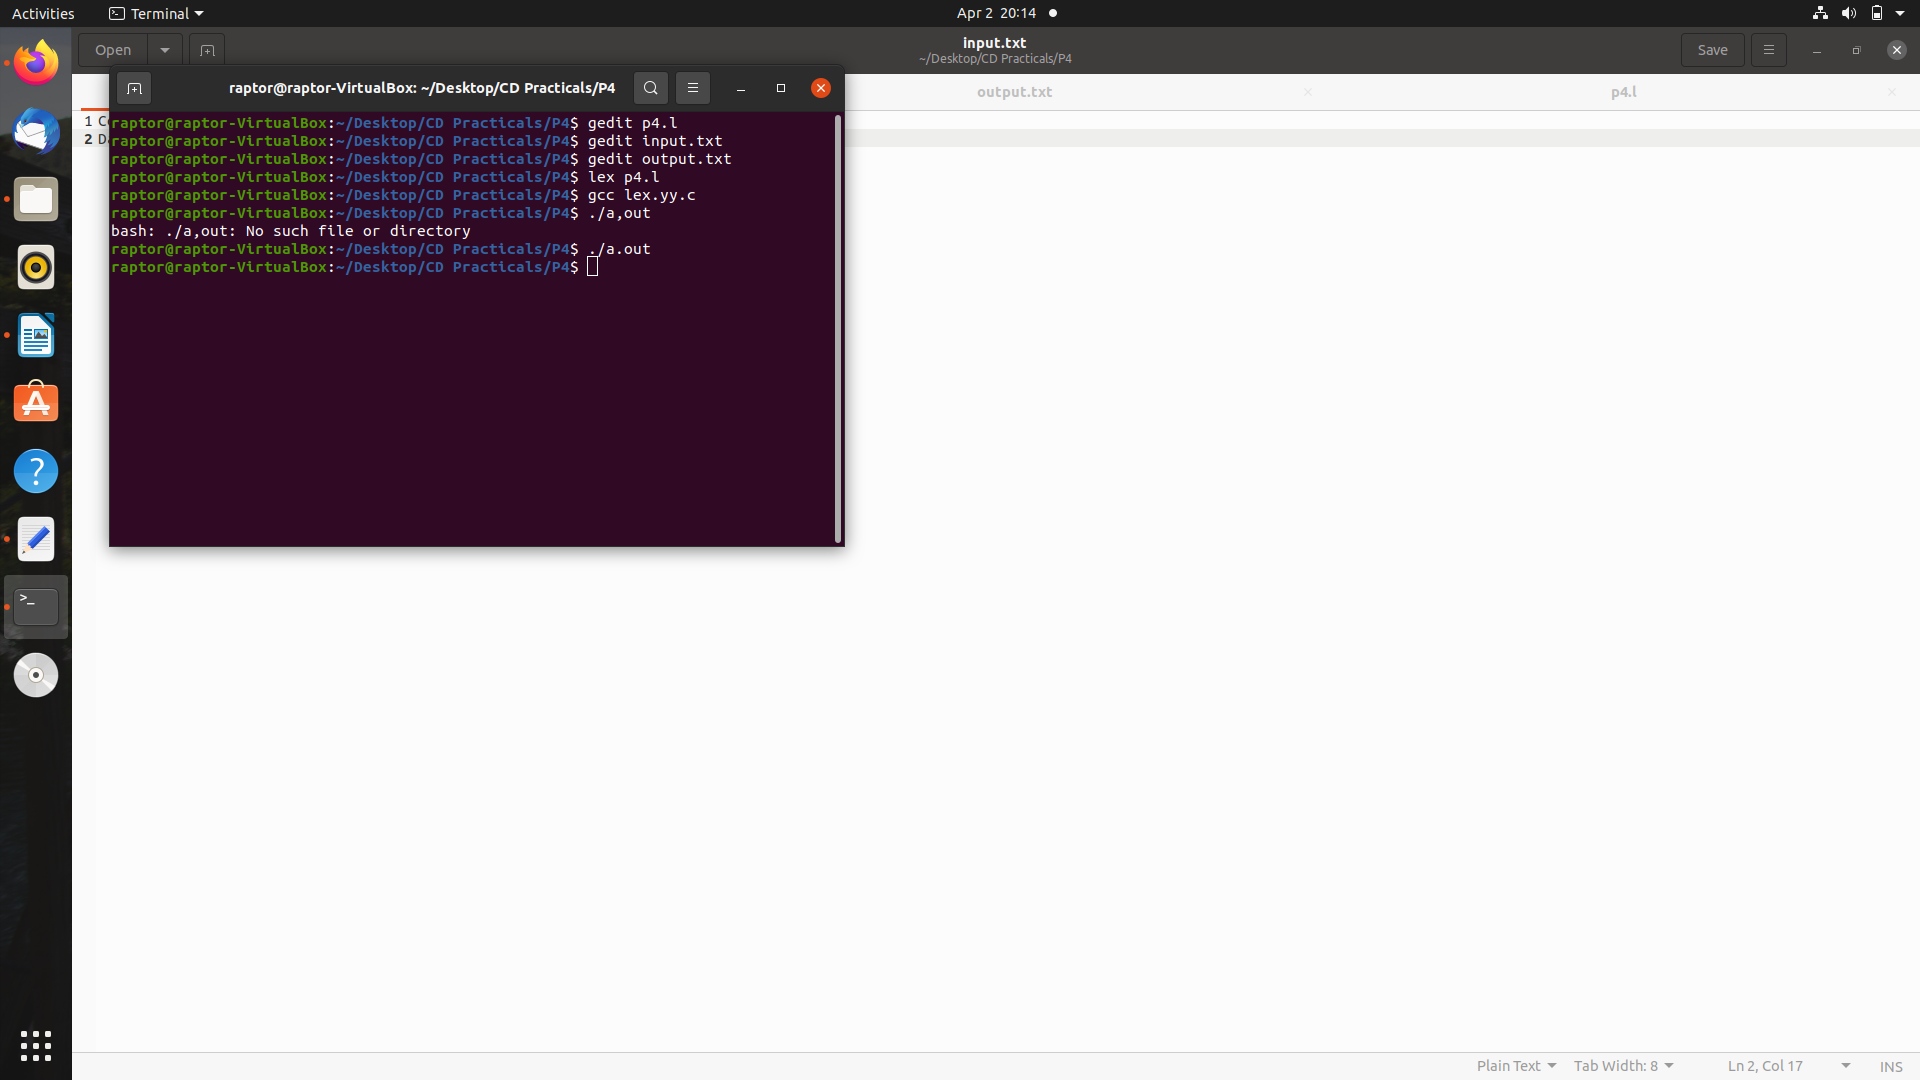 Activities
Terminal
Apr 2 20:14
Open
input.txt
~/Desktop/CD Practicals/P4
Save
raptor@raptor-VirtualBox: ~/Desktop/CD Practicals/P4
output.txt
p4.l
1
2
raptor@raptor-VirtualBox:~/Desktop/CD Practicals/P4$ gedit p4.l
raptor@raptor-VirtualBox:~/Desktop/CD Practicals/P4$ gedit input.txt
raptor@raptor-VirtualBox:~/Desktop/CD Practicals/P4$ gedit output.txt
raptor@raptor-VirtualBox:~/Desktop/CD Practicals/P4$ lex p4.l
raptor@raptor-VirtualBox:~/Desktop/CD Practicals/P4$ gcc lex.yy.c
raptor@raptor-VirtualBox:~/Desktop/CD Practicals/P4$ ./a,out
bash: ./a,out: No such file or directory
raptor@raptor-VirtualBox:~/Desktop/CD Practicals/P4$ ./a.out
raptor@raptor-VirtualBox:~/Desktop/CD Practicals/P4$
Plain Text
Tab Width: 8
Ln 2, Col 17
INS